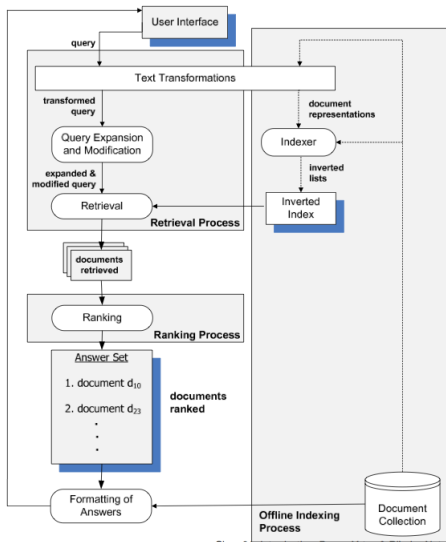 User Interface
query
Text Transformations
transformed
query
document
representations
Query Expansion
and Modification
Indexer
expanded &
modified query
inverted
lists
Retrieval
Inverted
Index
Retrieval Process
documents
retrieved
Ranking
Ranking Process
Answer Set
1. document d10
2. document d23
documents
ranked
Formatting of
Answers
Offline Indexing
Process
Document
Collection